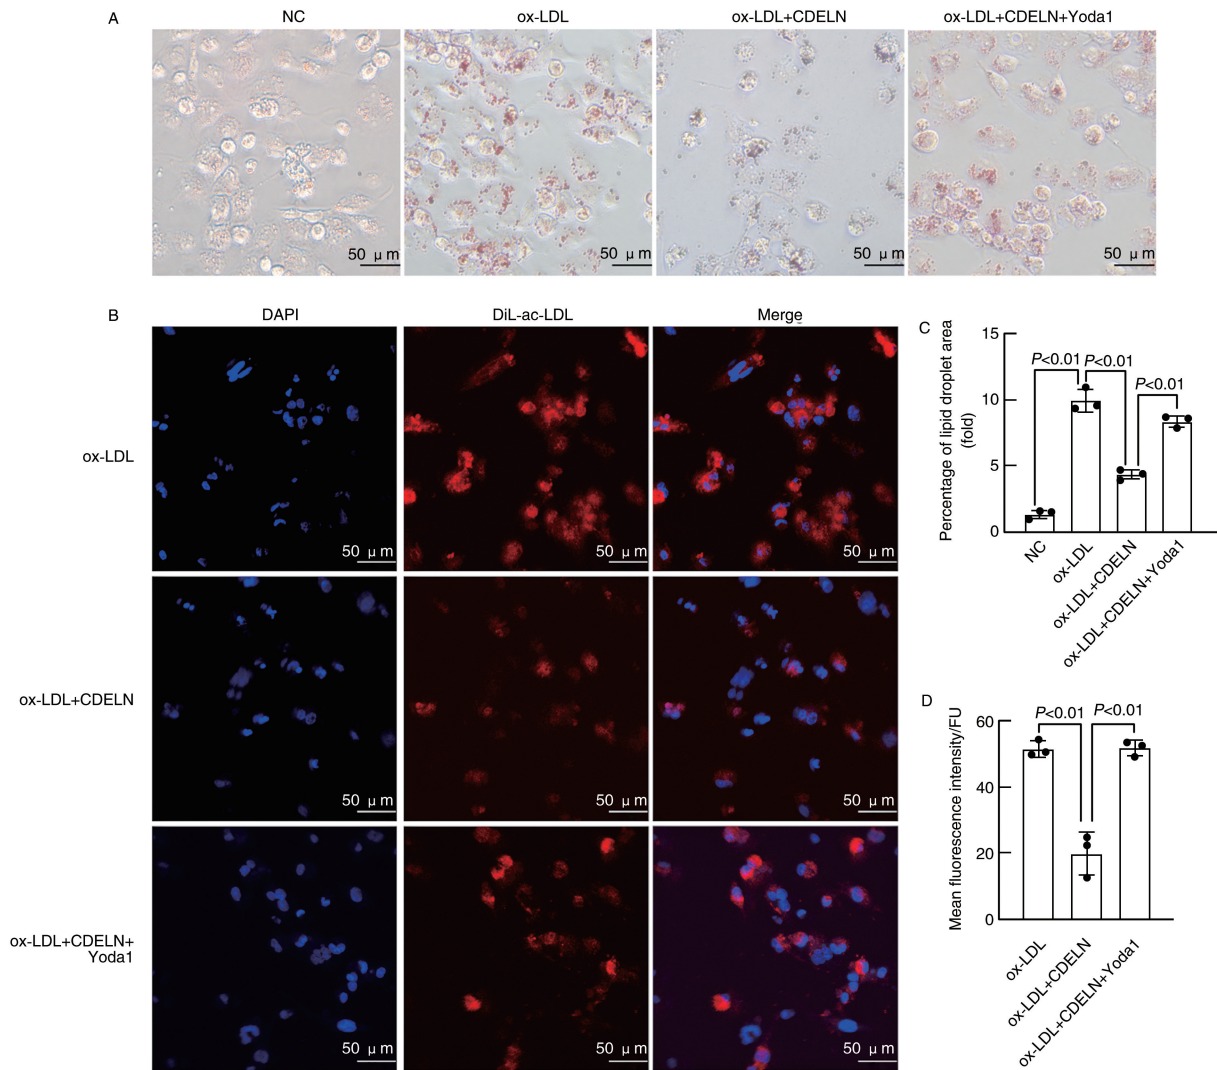 A
NC
ox-LDL
ox-LDL+CDELN
ox-LDL+CDELN+Yoda1
50 μm
50 μm
50 μm
50 μm
B
DAPI
DiL-ac-LDL
Merge
ox-LDL
50 μm
50 μm
50 μm
ox-LDL+CDELN
50 μm
50 μm
50 μm
ox-LDL+CDELN+
Yoda1
50 μm
50 μm
50 μm
C
Percentage of lipid droplet area
(fold)
15
10
5
0
P<0.01
P<0.01
P<0.01
NC
ox-LDL
ox-LDL+CDELN
ox-LDL+CDELN+Yoda1
D
Mean fluorescence intensity/FU
60
40
20
0
P<0.01
P<0.01
ox-LDL
ox-LDL+CDELN
ox-LDL+CDELN+Yoda1